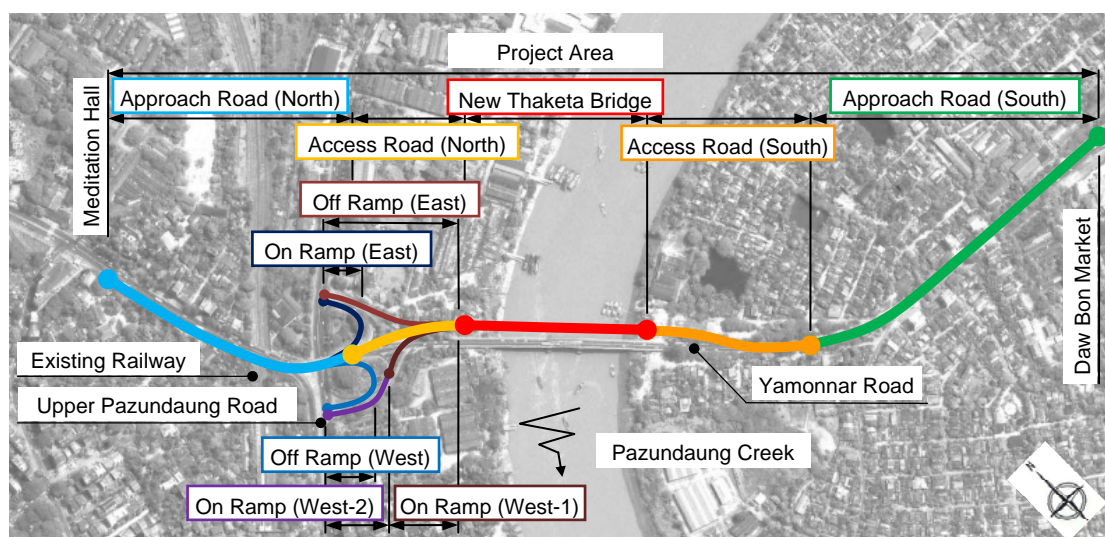 Project Area
Approach Road (North)
New Thaketa Bridge
Approach Road (South)
Access Road (North)
Access Road (South)
Meditation Hall
Off Ramp (East)
On Ramp (East)
Daw Bon Market
Existing Railway
Yamonnar Road
Upper Pazundaung Road
Off Ramp (West)
Pazundaung Creek
On Ramp (West-2)
On Ramp (West-1)
N